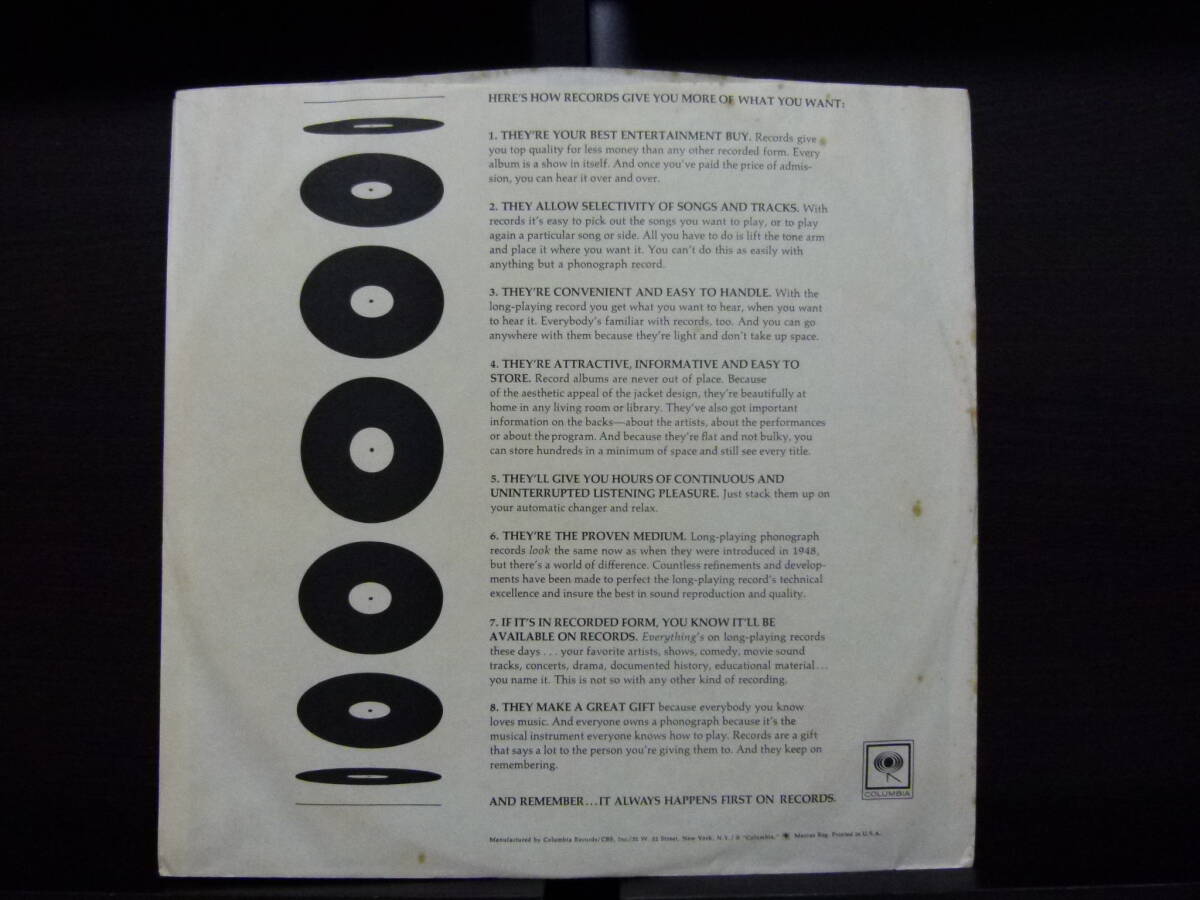 HERE'S HOW RECORDS GIVE YOU MORE OF WHAT YOU WANT:
1. THEY'RE YOUR BEST ENTERTAINMENT BUY. Records give
you top quality for less money than any other recorded form. Every
album is a show in itself. And once you've paid the price of admis-
sion, you can hear it over and over.
2. THEY ALLOW SELECTIVITY OF SONGS AND TRACKS. With
records it's easy to pick out the songs you want to play, or to play
again a particular song or side. All you have to do is lift the tone arm
and place it where you want it. You can't do this as easily with
anything but a phonograph record.
3. THEY'RE CONVENIENT AND EASY TO HANDLE. With the
long-playing record you get what you want to hear, when you want
to hear it. Everybody's familiar with records, too. And you can go
anywhere with them because they're light and don't take up space.
4. THEY'RE ATTRACTIVE, INFORMATIVE AND EASY TO
STORE. Record albums are never out of place. Because
of the aesthetic appeal of the jacket design, they're beautifully at
home in any living room or library. They've also got important
information on the backs—about the artists, about the performances
or about the program. And because they're flat and not bulky, you
can store hundreds in a minimum of space and still see every title.
5. THEY'LL GIVE YOU HOURS OF CONTINUOUS AND
UNINTERRUPTED LISTENING PLEASURE. Just stack them up on
your automatic changer and relax.
6. THEY'RE THE PROVEN MEDIUM. Long-playing phonograph
records look the same now as when they were introduced in 1948,
but there's a world of difference. Countless refinements and develop-
ments have been made to perfect the long-playing record's technical
excellence and insure the best in sound reproduction and quality.
7. IF IT'S IN RECORDED FORM, YOU KNOW IT'LL BE
AVAILABLE ON RECORDS. Everything's on long-playing records
these days . . . your favorite artists, shows, comedy, movie sound
tracks, concerts, drama, documented history, educational material...
you name it. This is not so with any other kind of recording.
8. THEY MAKE A GREAT GIFT because everybody you know
loves music. And everyone owns a phonograph because it's the
musical instrument everyone knows how to play. Records are a gift
that says a lot to the person you're giving them to. And they keep on
remembering.
AND REMEMBER...IT ALWAYS HAPPENS FIRST ON RECORDS.
COLUMBIA
Manufactured by Columbia Records/CBS, Inc./51 W. 52 Street, New York, N.Y./ ® "Columbia," Marcas Reg. Printed in U.S.A.